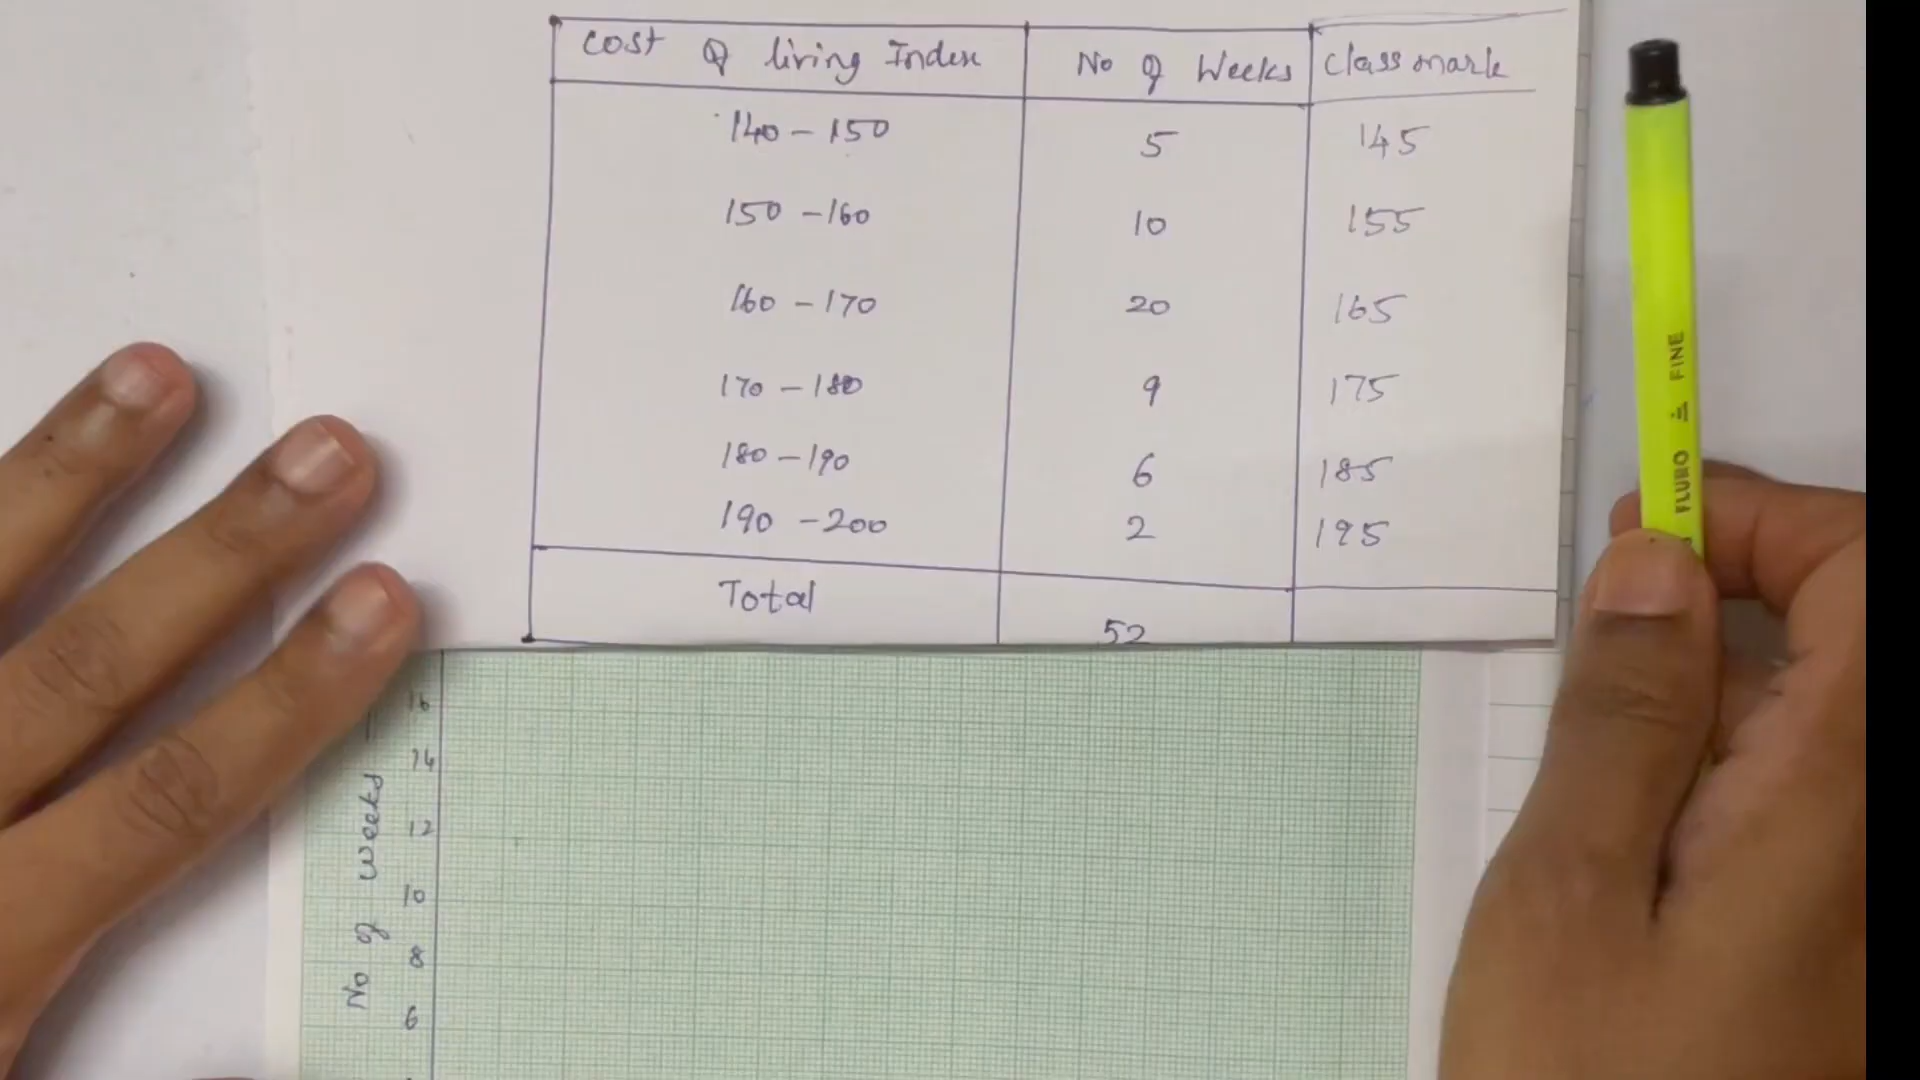 Cost of living Index No of Weeks Class mark
140 - 150 5 145
150 - 160 10 155
160 - 170 20 165
170 - 180 9 175
180 - 190 6 185
190 - 200 2 195
Total 52
16
14
12
10
8
6
No of weeks
FLURO FINE